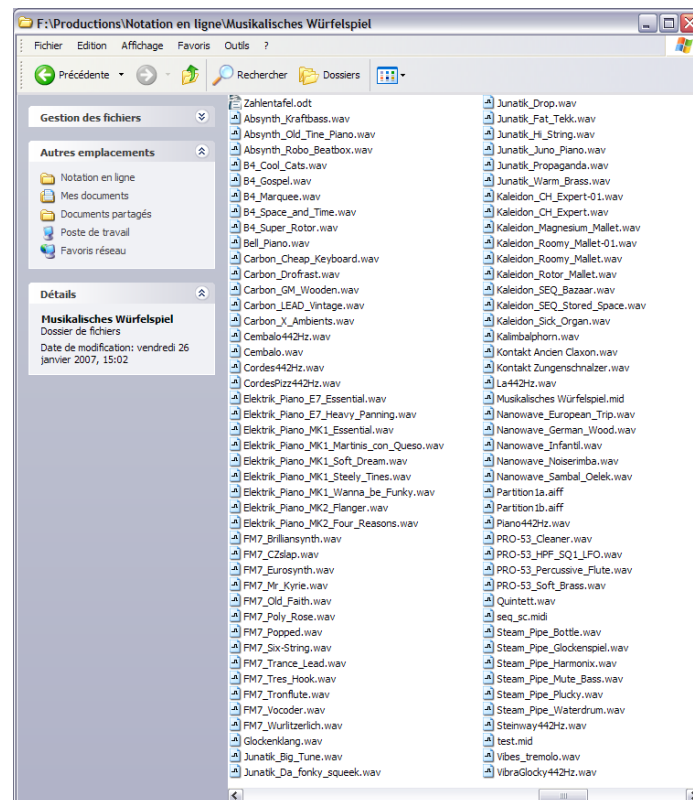 F:\Productions\Notation en ligne\Musikalisches Würfelspiel
Fichier Edition Affichage Favoris Outils ?
Précédente Rechercher Dossiers
Gestion des fichiers
Autres emplacements
Notation en ligne
Mes documents
Documents partagés
Poste de travail
Favoris réseau
Détails
Musikalisches Würfelspiel
Dossier de fichiers
Date de modification: vendredi 26
janvier 2007, 15:02
Zahlentafel.odt
Absynth_Kraftbass.wav
Absynth_Old_Tine_Piano.wav
Absynth_Robo_Beatbox.wav
B4_Cool_Cats.wav
B4_Gospel.wav
B4_Marquee.wav
B4_Space_and_Time.wav
B4_Super_Rotor.wav
Bell_Piano.wav
Carbon_Cheap_Keyboard.wav
Carbon_Drofrast.wav
Carbon_GM_Wooden.wav
Carbon_LEAD_Vintage.wav
Carbon_X_Ambients.wav
Cembalo442Hz.wav
Cembalo.wav
Cordes442Hz.wav
CordesPizz442Hz.wav
Elektrik_Piano_E7_Essential.wav
Elektrik_Piano_E7_Heavy_Panning.wav
Elektrik_Piano_MK1_Essential.wav
Elektrik_Piano_MK1_Martinis_con_Queso.wav
Elektrik_Piano_MK1_Soft_Dream.wav
Elektrik_Piano_MK1_Steely_Tines.wav
Elektrik_Piano_MK1_Wanna_be_Funky.wav
Elektrik_Piano_MK2_Flanger.wav
Elektrik_Piano_MK2_Four_Reasons.wav
FM7_Brilliansynth.wav
FM7_CZslap.wav
FM7_Eurosynth.wav
FM7_Mr_Kyrie.wav
FM7_Old_Faith.wav
FM7_Poly_Rose.wav
FM7_Popped.wav
FM7_Six-String.wav
FM7_Trance_Lead.wav
FM7_Tres_Hook.wav
FM7_Tronflute.wav
FM7_Vocoder.wav
FM7_Wurlitzerlich.wav
Glockenklang.wav
Junatik_Big_Tune.wav
Junatik_Da_fonky_squeek.wav
Junatik_Drop.wav
Junatik_Fat_Tekk.wav
Junatik_Hi_String.wav
Junatik_Juno_Piano.wav
Junatik_Propaganda.wav
Junatik_Warm_Brass.wav
Kaleidon_CH_Expert-01.wav
Kaleidon_CH_Expert.wav
Kaleidon_Magnesium_Mallet.wav
Kaleidon_Roomy_Mallet-01.wav
Kaleidon_Roomy_Mallet.wav
Kaleidon_Rotor_Mallet.wav
Kaleidon_SEQ_Bazaar.wav
Kaleidon_SEQ_Stored_Space.wav
Kaleidon_Sick_Organ.wav
Kalimbalphorn.wav
Kontakt Ancien Claxon.wav
Kontakt Zungenschnalzer.wav
La442Hz.wav
Musikalisches Würfelspiel.mid
Nanowave_European_Trip.wav
Nanowave_German_Wood.wav
Nanowave_Infantil.wav
Nanowave_Noiserimba.wav
Nanowave_Sambal_Oelek.wav
Partition1a.aiff
Partition1b.aiff
Piano442Hz.wav
PRO-53_Cleaner.wav
PRO-53_HPF_SQ1_LFO.wav
PRO-53_Percussive_Flute.wav
PRO-53_Soft_Brass.wav
Quintett.wav
seq_sc.midi
Steam_Pipe_Bottle.wav
Steam_Pipe_Glockenspiel.wav
Steam_Pipe_Harmonix.wav
Steam_Pipe_Mute_Bass.wav
Steam_Pipe_Plucky.wav
Steam_Pipe_Waterdrum.wav
Steinway442Hz.wav
test.mid
Vibes_tremolo.wav
VibraGlocky442Hz.wav